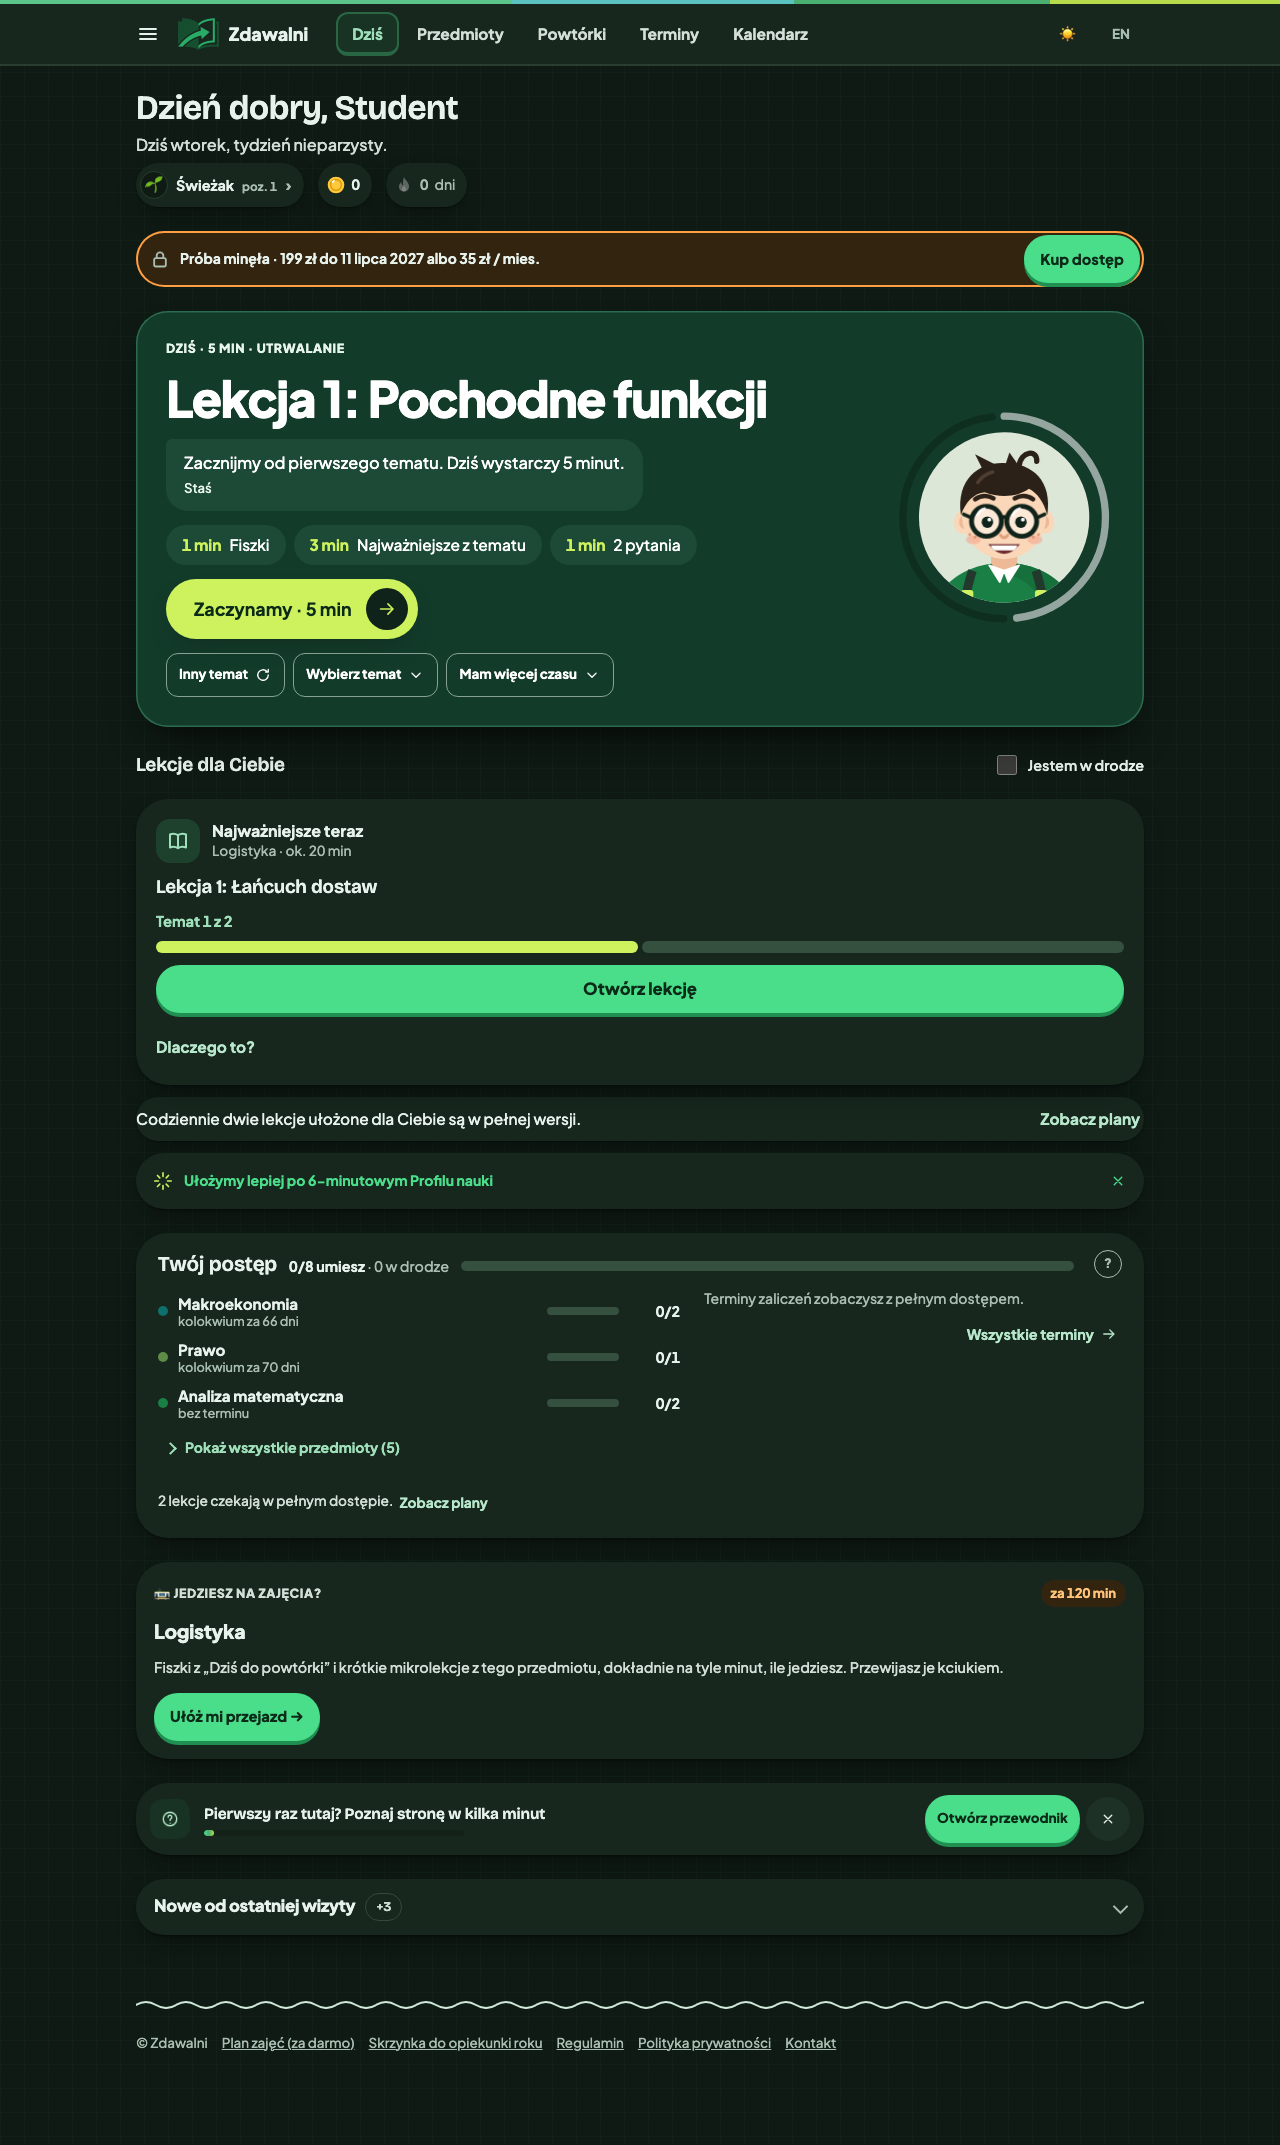 Zdawalni
Dziś
Przedmioty
Powtórki
Terminy
Kalendarz
EN
Dzień dobry, Student
Dziś wtorek, tydzień nieparzysty.
Świeżak poz. 1 ›
0
0 dni
Próba minęła · 199 zł do 11 lipca 2027 albo 35 zł / mies.
Kup dostęp
DZIŚ · 5 MIN · UTRWALANIE
Lekcja 1: Pochodne funkcji
Zacznijmy od pierwszego tematu. Dziś wystarczy 5 minut.
Staś
1 min Fiszki
3 min Najważniejsze z tematu
1 min 2 pytania
Zaczynamy · 5 min →
Inny temat
Wybierz temat
Mam więcej czasu
Lekcje dla Ciebie
Jestem w drodze
Najważniejsze teraz
Logistyka · ok. 20 min
Lekcja 1: Łańcuch dostaw
Temat 1 z 2
Otwórz lekcję
Dlaczego to?
Codziennie dwie lekcje ułożone dla Ciebie są w pełnej wersji.
Zobacz plany
Ułożymy lepiej po 6-minutowym Profilu nauki
Twój postęp 0/8 umiesz · 0 w drodze
?
Makroekonomia
kolokwium za 66 dni
0/2
Prawo
kolokwium za 70 dni
0/1
Analiza matematyczna
bez terminu
0/2
Pokaż wszystkie przedmioty (5)
Terminy zaliczeń zobaczysz z pełnym dostępem.
Wszystkie terminy →
2 lekcje czekają w pełnym dostępie. Zobacz plany
JEDZIESZ NA ZAJĘCIA?
za 120 min
Logistyka
Fiszki z „Dziś do powtórki” i krótkie mikrolekcje z tego przedmiotu, dokładnie na tyle minut, ile jedziesz. Przewijasz je kciukiem.
Ułóż mi przejazd →
Pierwszy raz tutaj? Poznaj stronę w kilka minut
Otwórz przewodnik
Nowe od ostatniej wizyty +3
© Zdawalni Plan zajęć (za darmo) Skrzynka do opiekunki roku Regulamin Polityka prywatności Kontakt